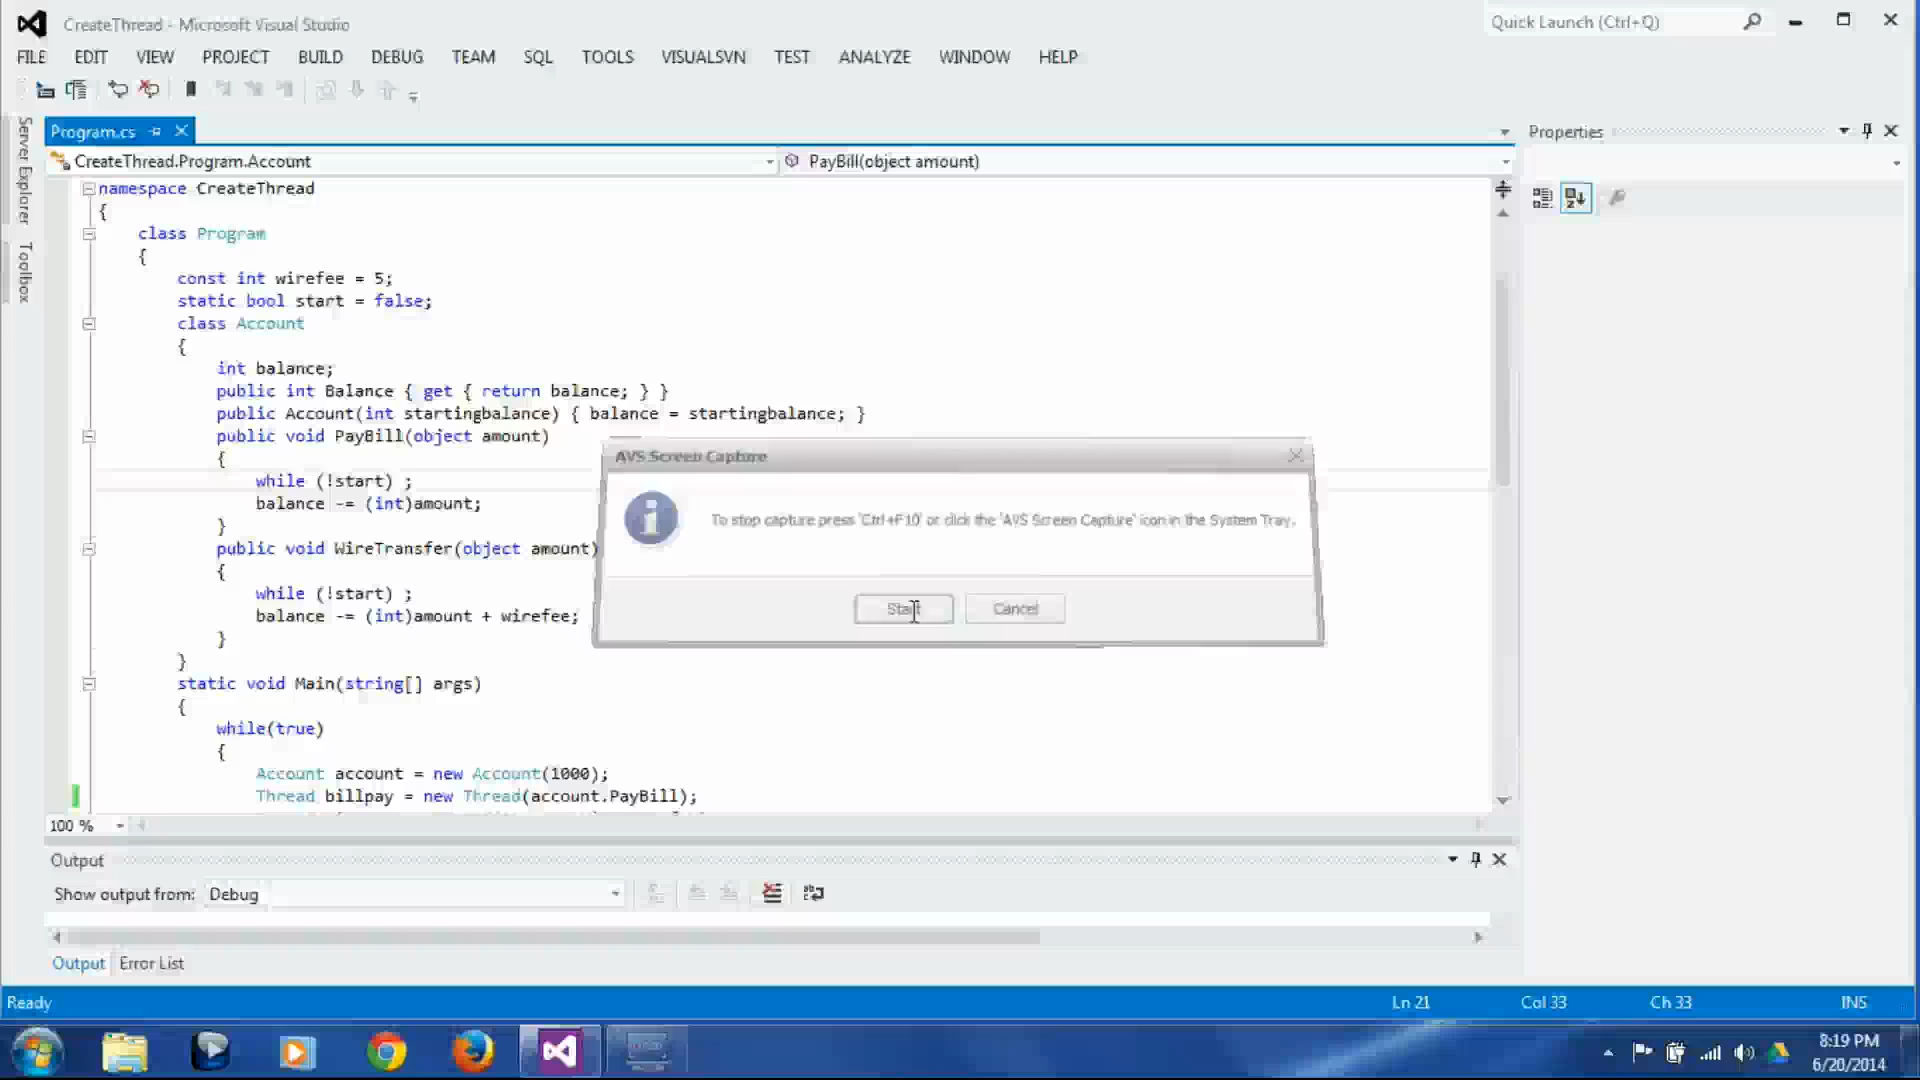 CreateThread - Microsoft Visual Studio
Quick Launch (Ctrl+Q)
FILE EDIT VIEW PROJECT BUILD DEBUG TEAM SQL TOOLS VISUALSVN TEST ANALYZE WINDOW HELP
Server Explorer
Toolbox
Program.cs
Properties
CreateThread.Program.Account
PayBill(object amount)
namespace CreateThread
{
class Program
{
const int wirefee = 5;
static bool start = false;
class Account
{
int balance;
public int Balance { get { return balance; } }
public Account(int startingbalance) { balance = startingbalance; }
public void PayBill(object amount)
{
while (!start) ;
balance -= (int)amount;
}
public void WireTransfer(object amount)
{
while (!start) ;
balance -= (int)amount + wirefee;
}
}
static void Main(string[] args)
{
while(true)
{
Account account = new Account(1000);
Thread billpay = new Thread(account.PayBill);
AVS Screen Capture
To stop capture press 'Ctrl+F10' or click the 'AVS Screen Capture' icon in the System Tray.
Start Cancel
100 %
Output
Show output from: Debug
Output Error List
Ready
Ln 21 Col 33 Ch 33 INS
8:19 PM
6/20/2014